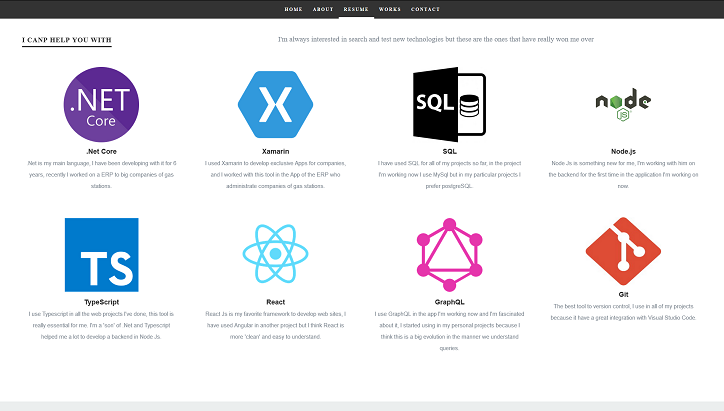 HOME ABOUT RESUME WORKS CONTACT
I CANP HELP YOU WITH
I'm always interested in search and test new technologies but these are the ones that have really won me over
.NET
Core
X
SQL
node
JS
.Net Core
Net is my main language, I have been developing with it for 6
years, recently I worked on a ERP to big companies of gas
stations.
Xamarin
I used Xamarin to develop exclusive Apps for companies,
and I worked with this tool in the App of the ERP who
administrate companies of gas stations.
SQL
I have used SQL for all of my projects so far, in the project
I'm working now I use MySql but in my particular projects I
prefer postgreSQL.
Node.js
Node Js is something new for me, I'm working with him on
the backend for the first time in the application I'm working on
now.
TS
TypeScript
I use Typescript in all the web projects I've done, this tool is
really essential for me. I'm a 'son' of .Net and Typescript
helped me a lot to develop a backend in Node Js.
React
React Js is my favorite framework to develop web sites, I
have used Angular in another project but I think React is
more 'clean' and easy to understand.
GraphQL
I use GraphQL in the app I'm working now and I'm fascinated
about it, I started using in my personal projects because I
think this is a big evolution in the manner we understand
queries.
Git
The best tool to version control, I use in all of my projects
because it have a great integration with Visual Studio Code.